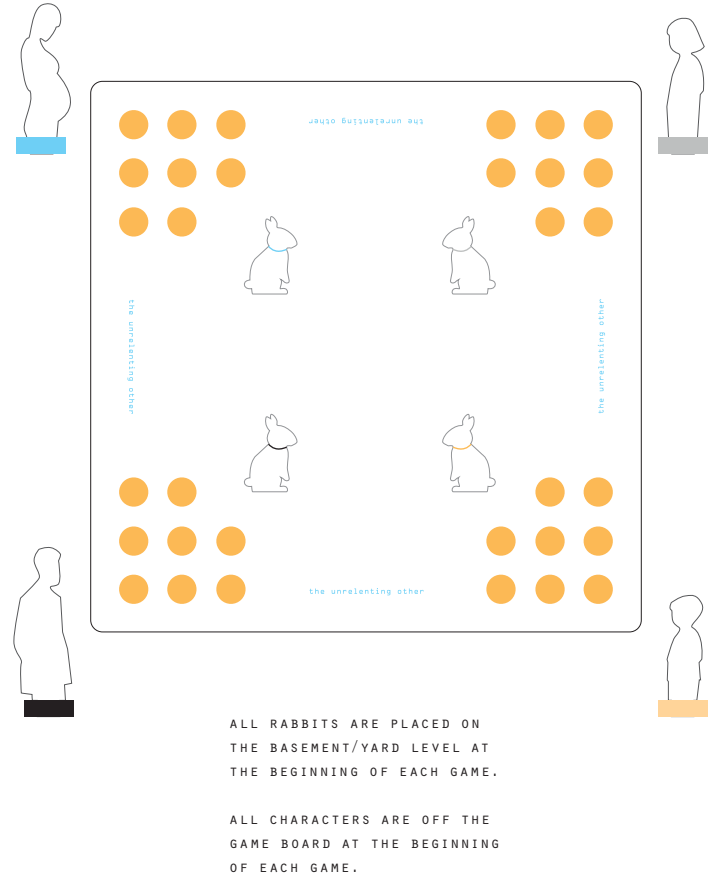 the unrelenting other
the unrelenting other
the unrelenting other
the unrelenting other
ALL RABBITS ARE PLACED ON
THE BASEMENT/YARD LEVEL AT
THE BEGINNING OF EACH GAME.
ALL CHARACTERS ARE OFF THE
GAME BOARD AT THE BEGINNING
OF EACH GAME.